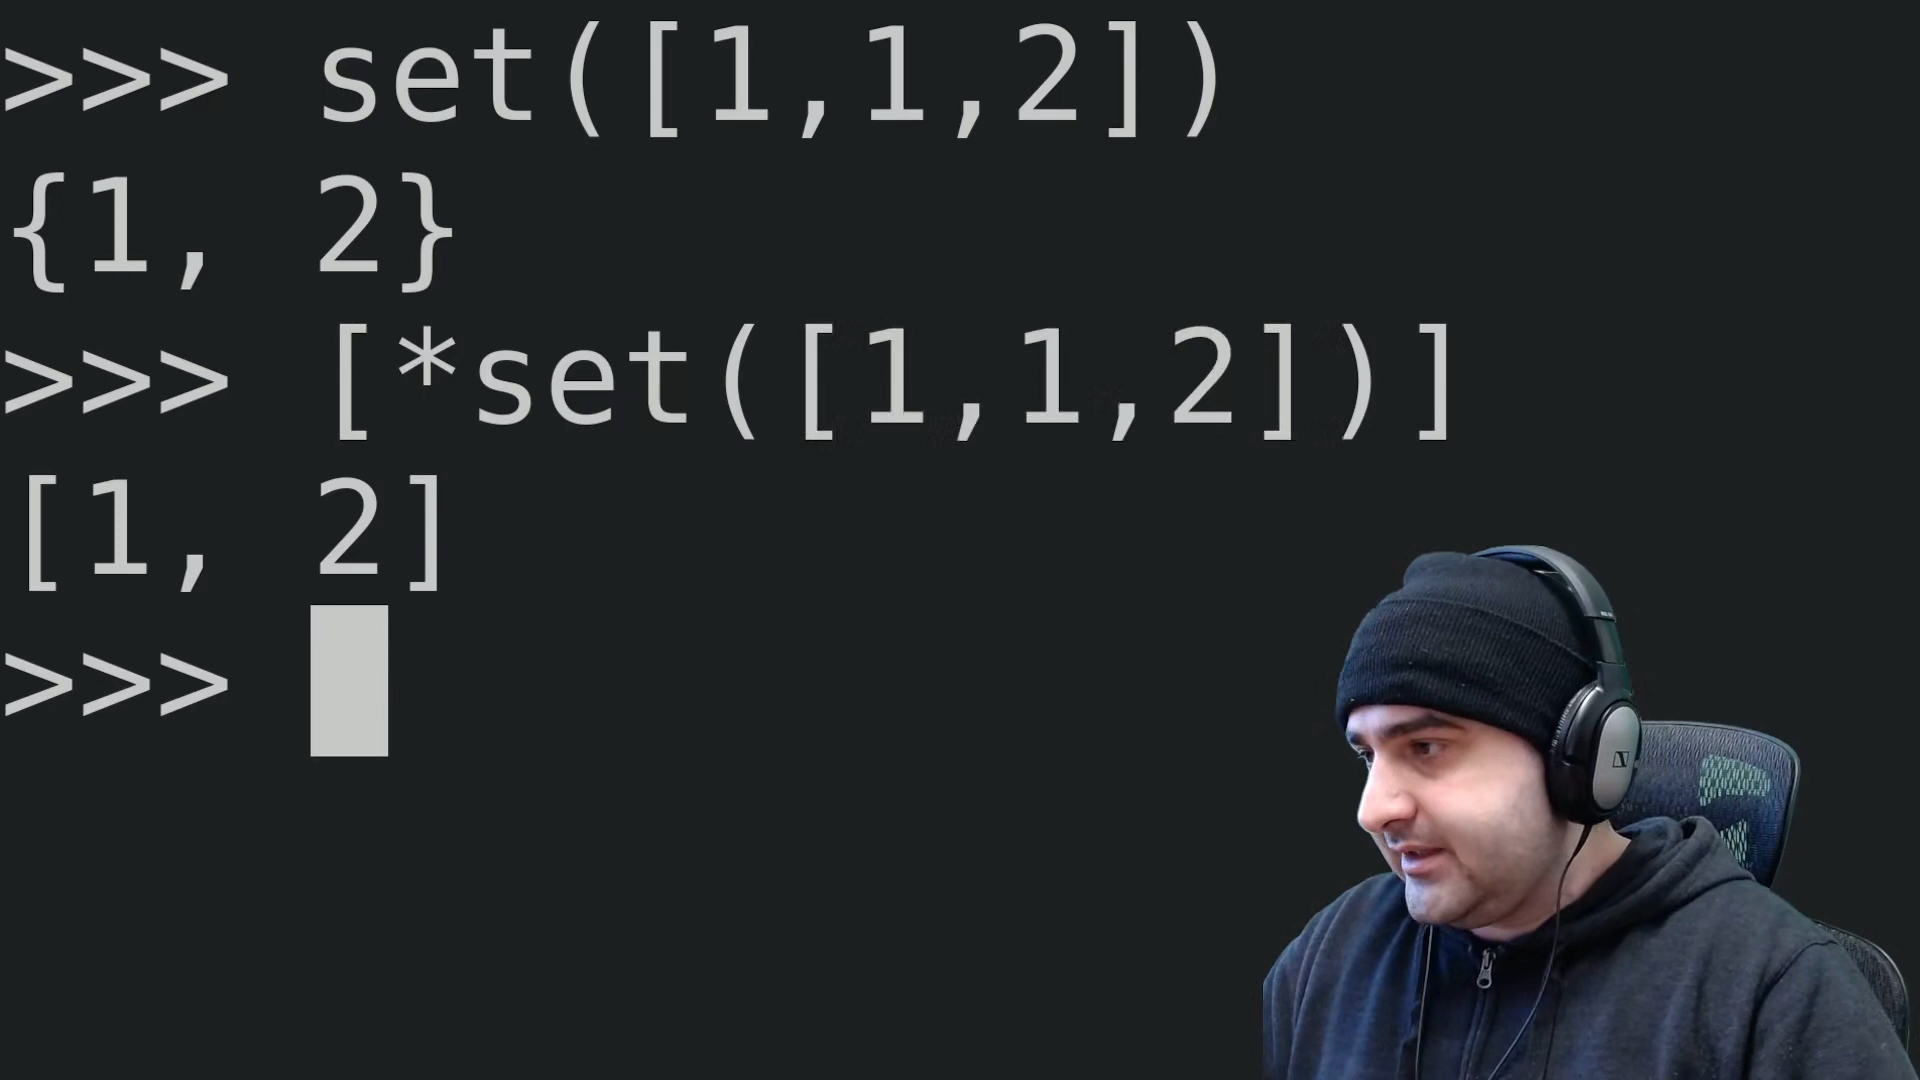 >>> set([1,1,2])
{1, 2}
>>> [*set([1,1,2])]
[1, 2]
>>>